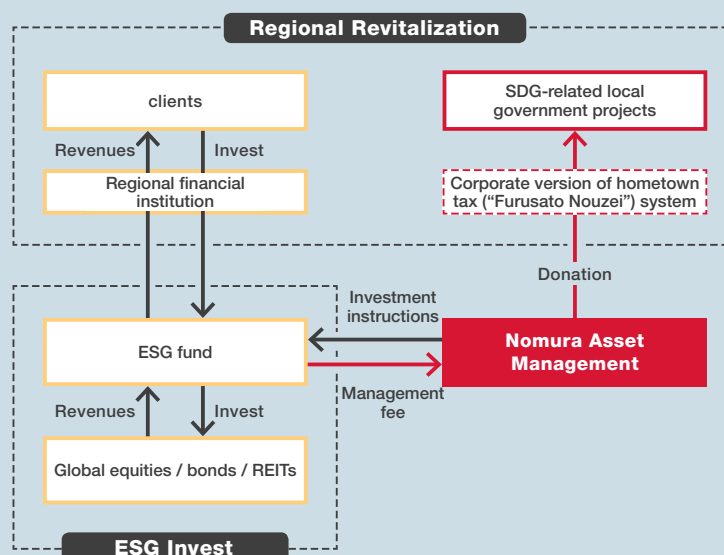 Regional Revitalization
clients
SDG-related local
government projects
Revenues
Invest
Regional financial
institution
Corporate version of hometown
tax (“Furusato Nouzei”) system
Donation
Investment
instructions
ESG fund
Nomura Asset
Management
Management
fee
Revenues
Invest
Global equities / bonds / REITs
ESG Invest